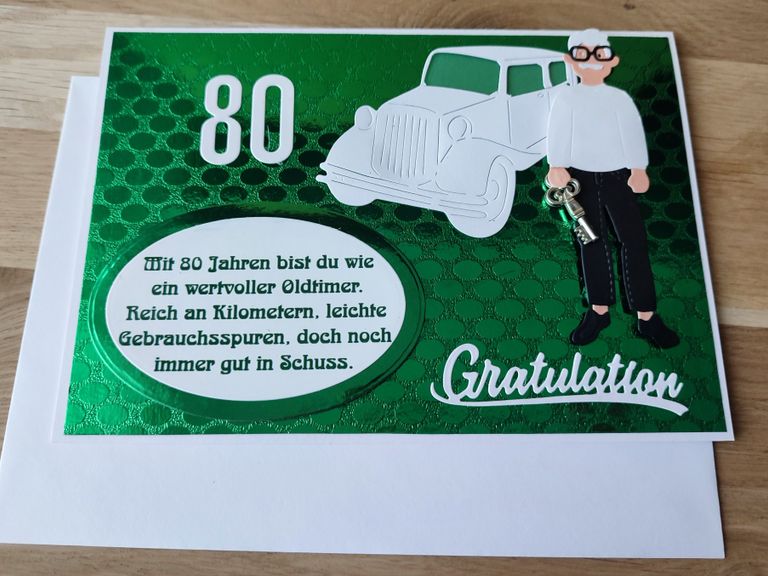 80
Mit 80 Jahren bist du wie
ein wertvoller Oldtimer.
Reich an Kilometern, leichte
Gebrauchsspuren, doch noch
immer gut in Schuss.
Gratulation